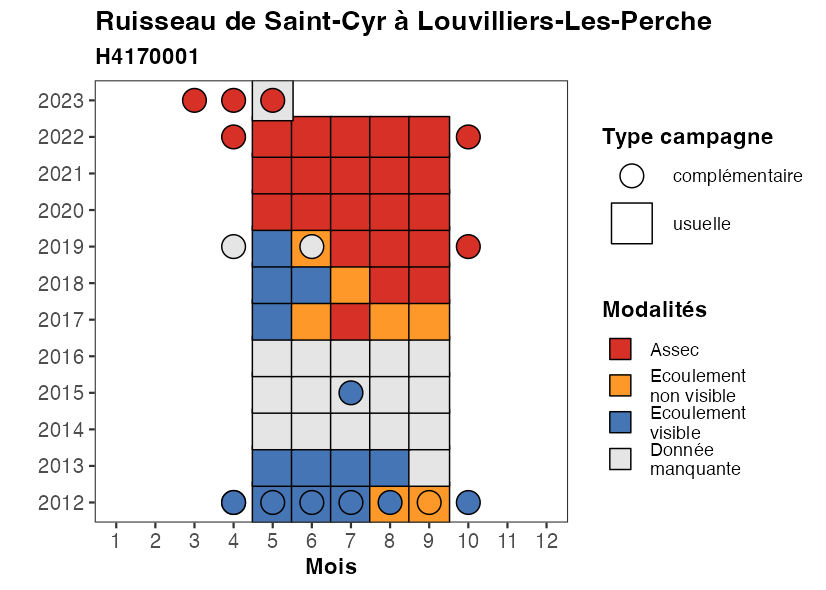 Ruisseau de Saint-Cyr à Louvilliers-Les-Perche
H4170001
2023
2022
2021
2020
2019
2018
2017
2016
2015
2014
2013
2012
1 2 3 4 5 6 7 8 9 10 11 12
Mois
Type campagne
complémentaire
usuelle
Modalités
Assec
Ecoulement
non visible
Ecoulement
visible
Donnée
manquante